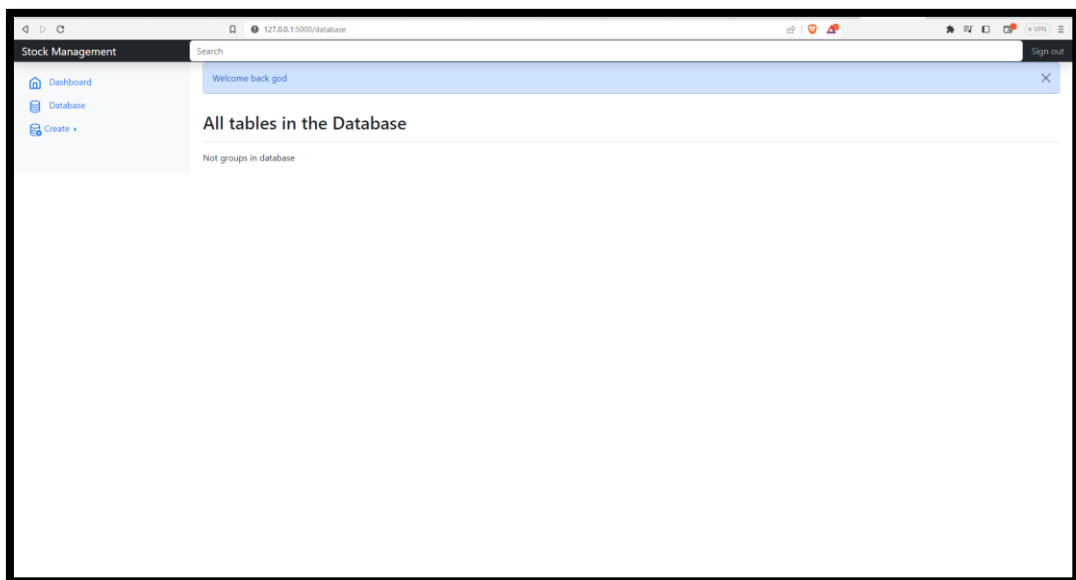 127.0.0.1:5000/database
VPN
Stock Management
Search
Sign out
Dashboard
Database
Create
Welcome back god
All tables in the Database
Not groups in database